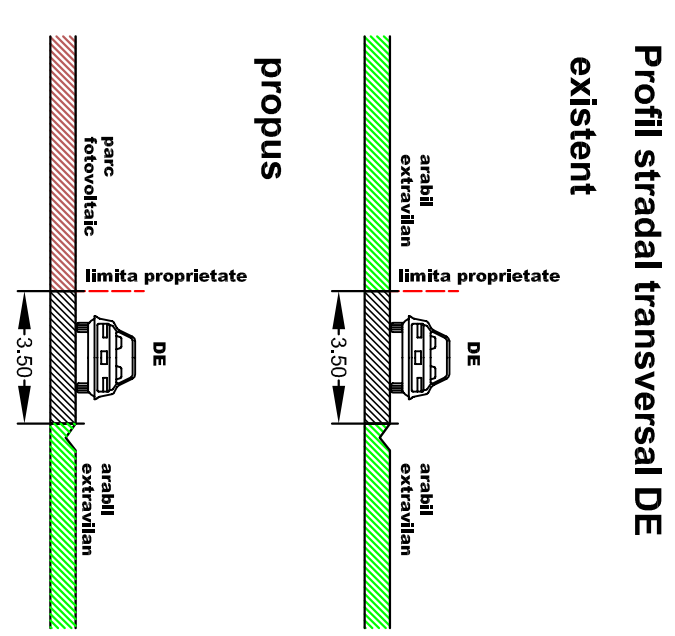 Profil stradal transversal DE
existent
arabil
extravilan
limita proprietate
DE
3.50
arabil
extravilan
propus
parc
fotovoltaic
limita proprietate
DE
3.50
arabil
extravilan